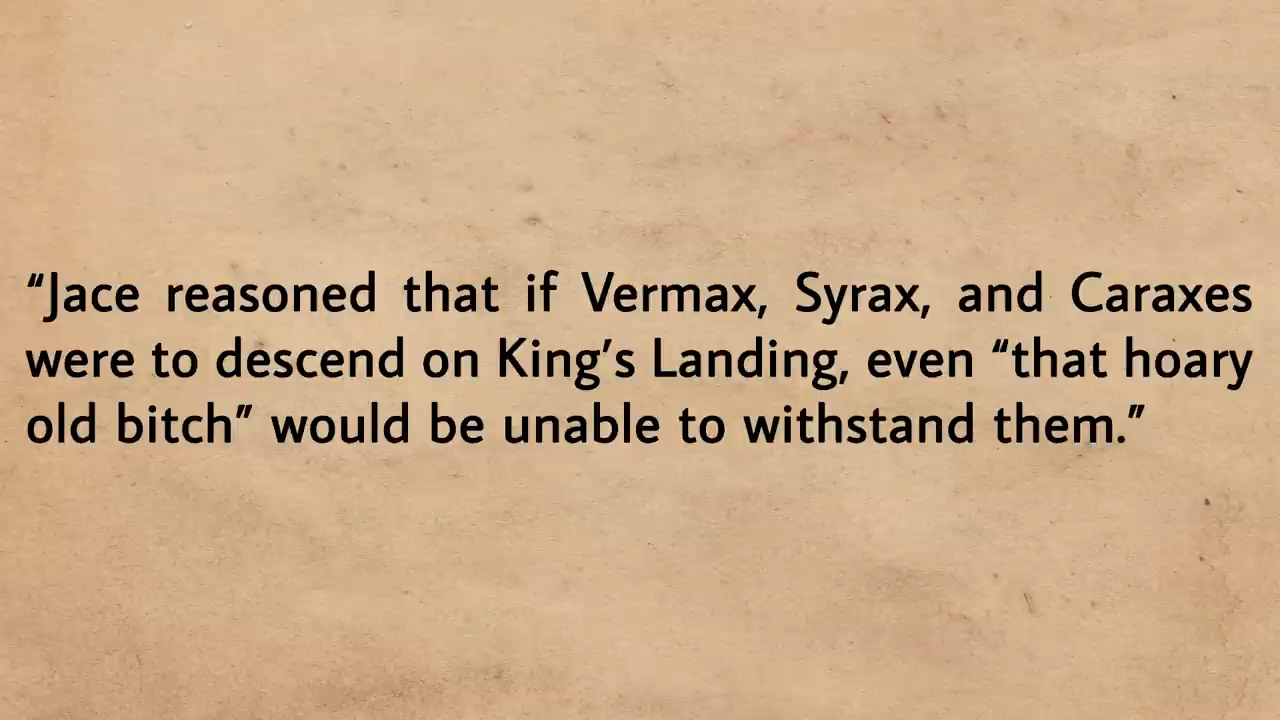 “Jace reasoned that if Vermax, Syrax, and Caraxes
were to descend on King’s Landing, even “that hoary
old bitch” would be unable to withstand them.”